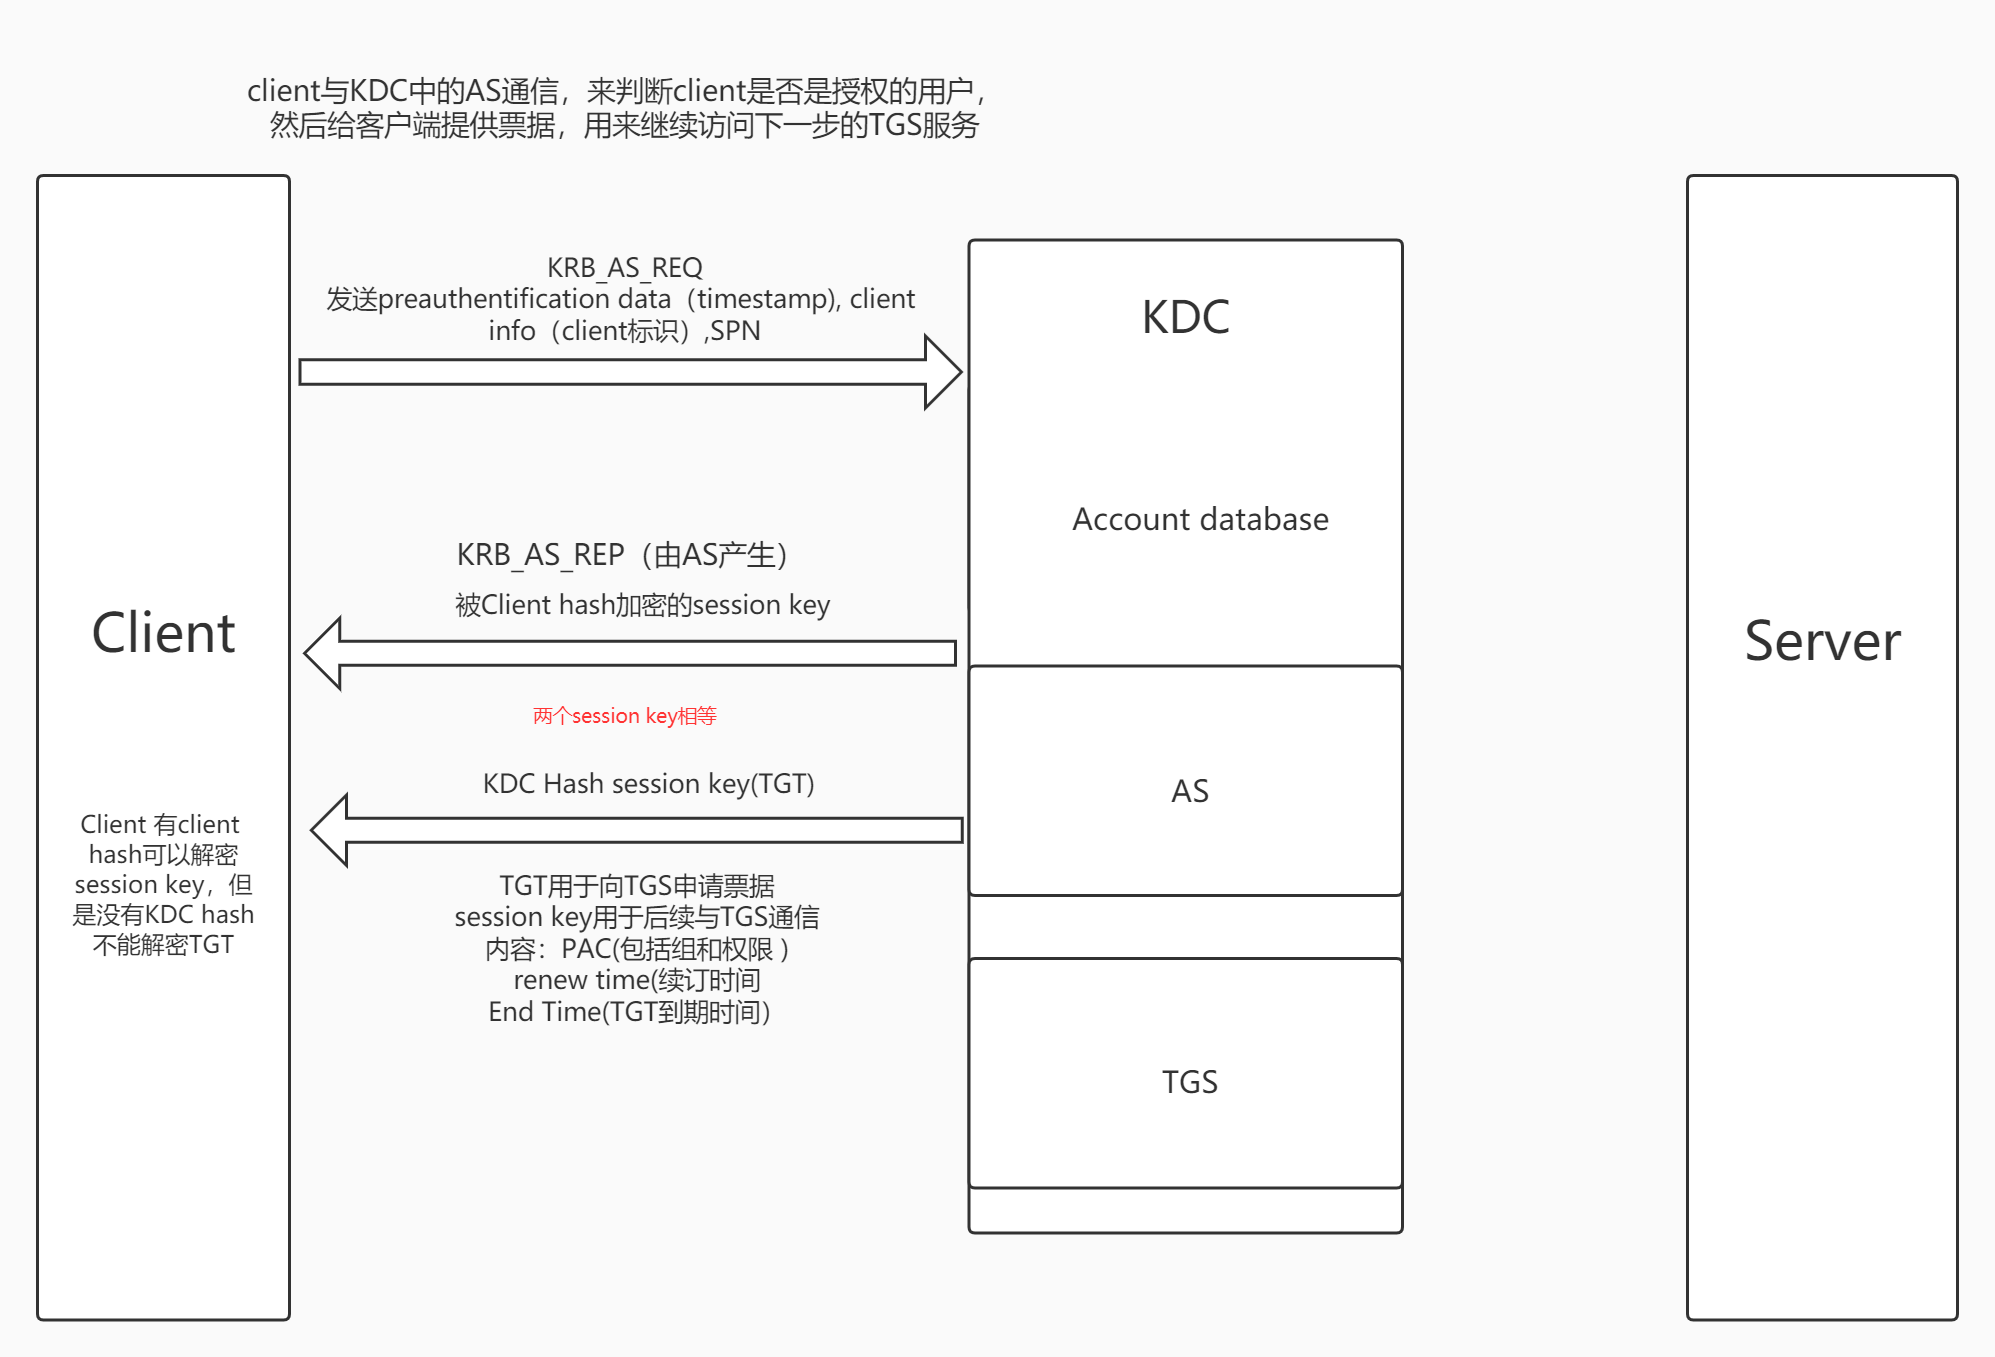 client与KDC中的AS通信，来判断client是否是授权的用户，
然后给客户端提供票据，用来继续访问下一步的TGS服务
KRB_AS_REQ
发送preauthentification data（timestamp), client
info（client标识）,SPN
KDC
Account database
KRB_AS_REP（由AS产生）
被Client hash加密的session key
Client
Server
两个session key相等
KDC Hash session key(TGT)
AS
Client 有client
hash可以解密
session key，但
是没有KDC hash
不能解密TGT
TGT用于向TGS申请票据
session key用于后续与TGS通信
内容：PAC(包括组和权限 ）
renew time(续订时间
End Time(TGT到期时间）
TGS